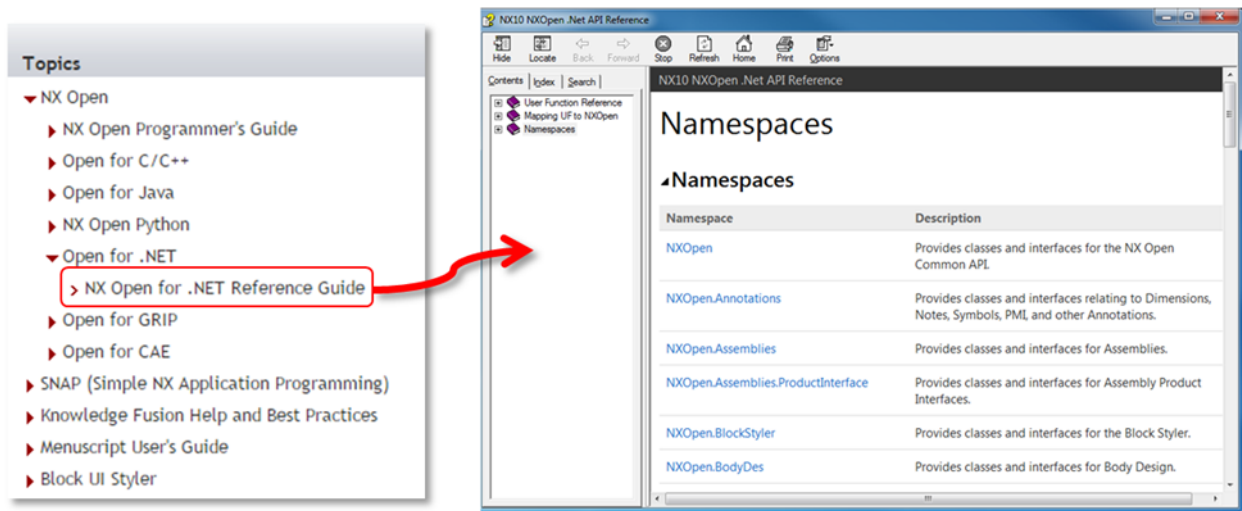 Topics
NX Open
NX Open Programmer's Guide
Open for C/C++
Open for Java
NX Open Python
Open for .NET
NX Open for .NET Reference Guide
Open for GRIP
Open for CAE
SNAP (Simple NX Application Programming)
Knowledge Fusion Help and Best Practices
Menuscript User's Guide
Block UI Styler
NX10 NXOpen .Net API Reference
Hide Locate Back Forward Stop Refresh Home Print Options
Contents Index Search
User Function Reference
Mapping UF to NXOpen
Namespaces
NX10 NXOpen .Net API Reference
Namespaces
Namespaces
Namespace Description
NXOpen Provides classes and interfaces for the NX Open
Common API.
NXOpen.Annotations Provides classes and interfaces relating to Dimensions,
Notes, Symbols, PMI, and other Annotations.
NXOpen.Assemblies Provides classes and interfaces for Assemblies.
NXOpen.Assemblies.ProductInterface Provides classes and interfaces for Assembly Product
Interfaces.
NXOpen.BlockStyler Provides classes and interfaces for the Block Styler.
NXOpen.BodyDes Provides classes and interfaces for Body Design.